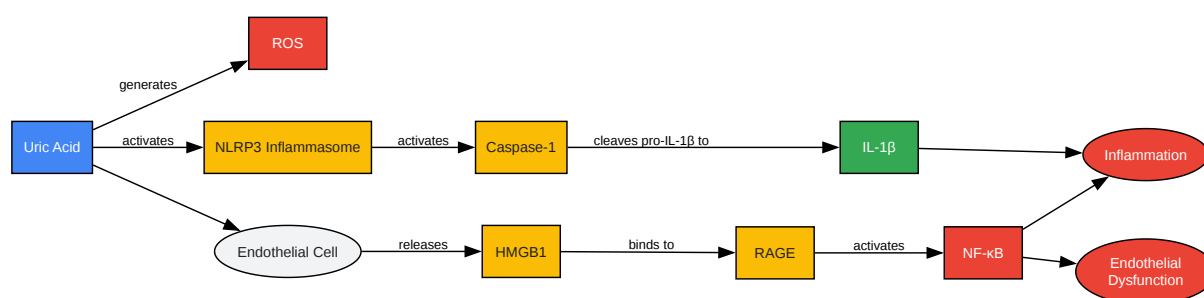 ROS
generates
Uric Acid
activates
NLRP3 Inflammasome
activates
Caspase-1
cleaves pro-IL-1β to
IL-1β
Inflammation
Endothelial Cell
releases
HMGB1
binds to
RAGE
activates
NF-κB
Endothelial
Dysfunction